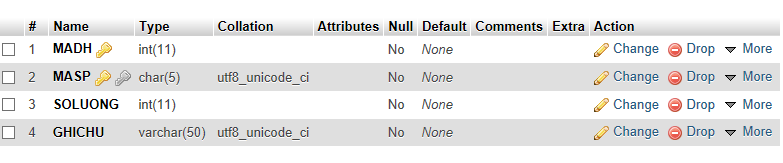 # Name Type Collation Attributes Null Default Comments Extra Action
1 MADH int(11) No None Change Drop More
2 MASP char(5) utf8_unicode_ci No None Change Drop More
3 SOLUONG int(11) No None Change Drop More
4 GHICHU varchar(50) utf8_unicode_ci No None Change Drop More